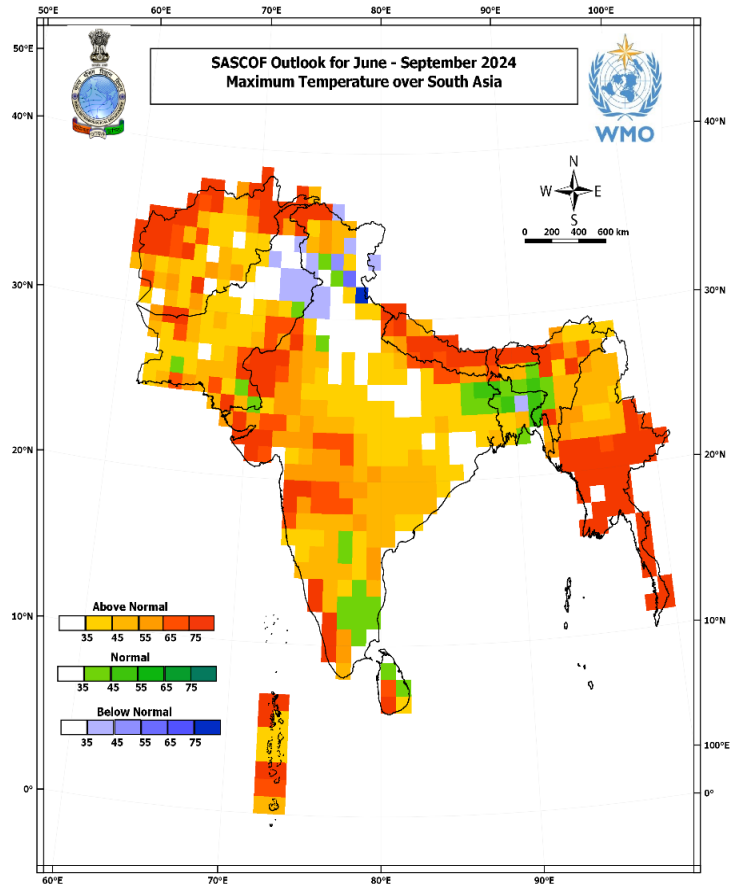 50°E 60°E 70°E 80°E 90°E 100°E
50°N
SASCOF Outlook for June - September 2024
Maximum Temperature over South Asia
WMO
40°N 40°N
N
W E
S
0 200 400 600 km
30°N 30°N
20°N 20°N
Above Normal
35 45 55 65 75
10°N 10°N
Normal
35 45 55 65 75
Below Normal
35 45 55 65 75
100°E
0° 0°
60°E 70°E 80°E 90°E